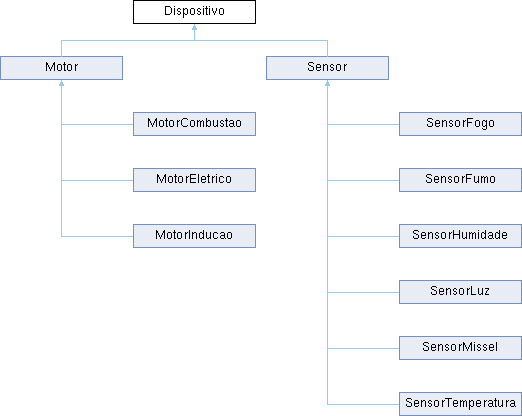 Dispositivo
Motor
Sensor
MotorCombustao
SensorFogo
MotorEletrico
SensorFumo
MotorInducao
SensorHumidade
SensorLuz
SensorMissel
SensorTemperatura